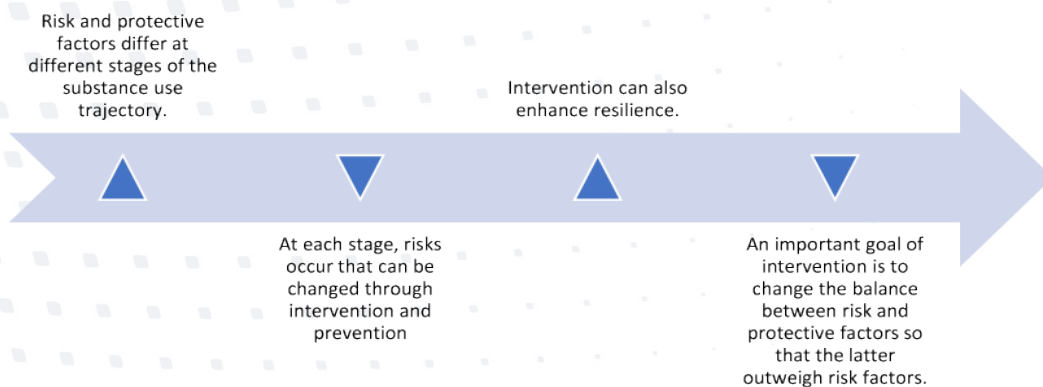 Risk and protective
factors differ at
different stages of the
substance use
trajectory.
At each stage, risks
occur that can be
changed through
intervention and
prevention
Intervention can also
enhance resilience.
An important goal of
intervention is to
change the balance
between risk and
protective factors so
that the latter
outweigh risk factors.